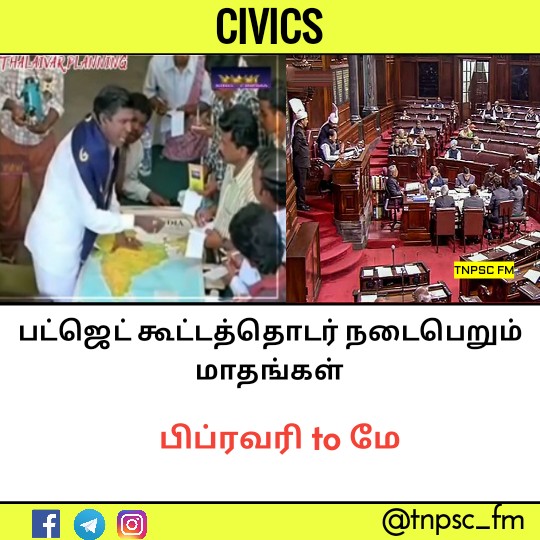 CIVICS
THALAIVAR PLANNING
TNPSC FM
பட்ஜெட் கூட்டத்தொடர் நடைபெறும்
மாதங்கள்
பிப்ரவரி to மே
@tnpsc_fm